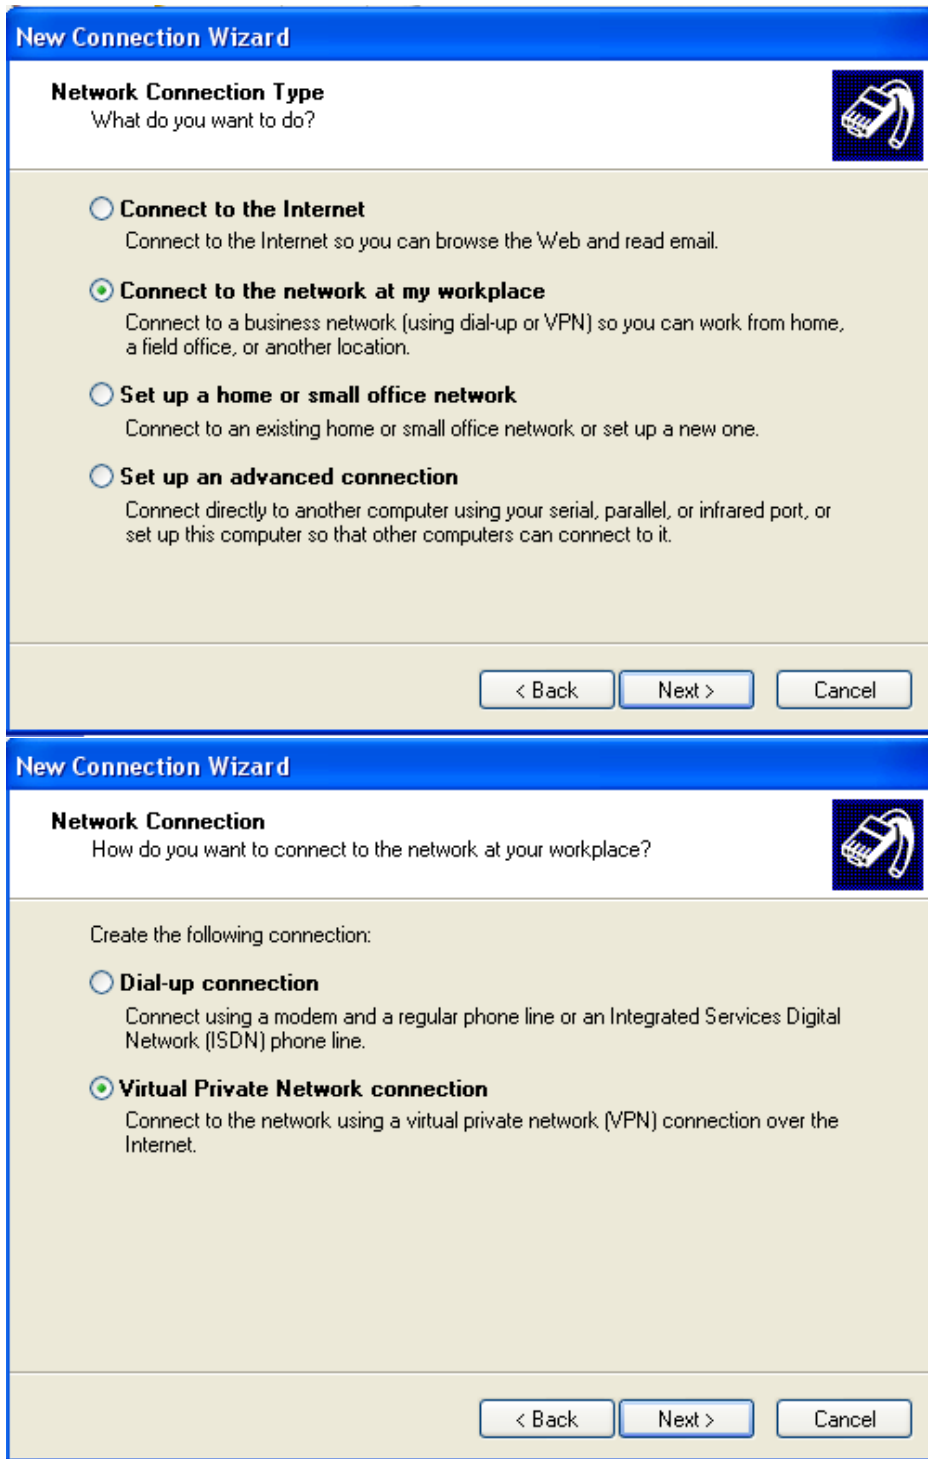 New Connection Wizard
Network Connection Type
What do you want to do?
Connect to the Internet
Connect to the Internet so you can browse the Web and read email.
Connect to the network at my workplace
Connect to a business network (using dial-up or VPN) so you can work from home,
a field office, or another location.
Set up a home or small office network
Connect to an existing home or small office network or set up a new one.
Set up an advanced connection
Connect directly to another computer using your serial, parallel, or infrared port, or
set up this computer so that other computers can connect to it.
< Back Next > Cancel
New Connection Wizard
Network Connection
How do you want to connect to the network at your workplace?
Create the following connection:
Dial-up connection
Connect using a modem and a regular phone line or an Integrated Services Digital
Network (ISDN) phone line.
Virtual Private Network connection
Connect to the network using a virtual private network (VPN) connection over the
Internet.
< Back Next > Cancel